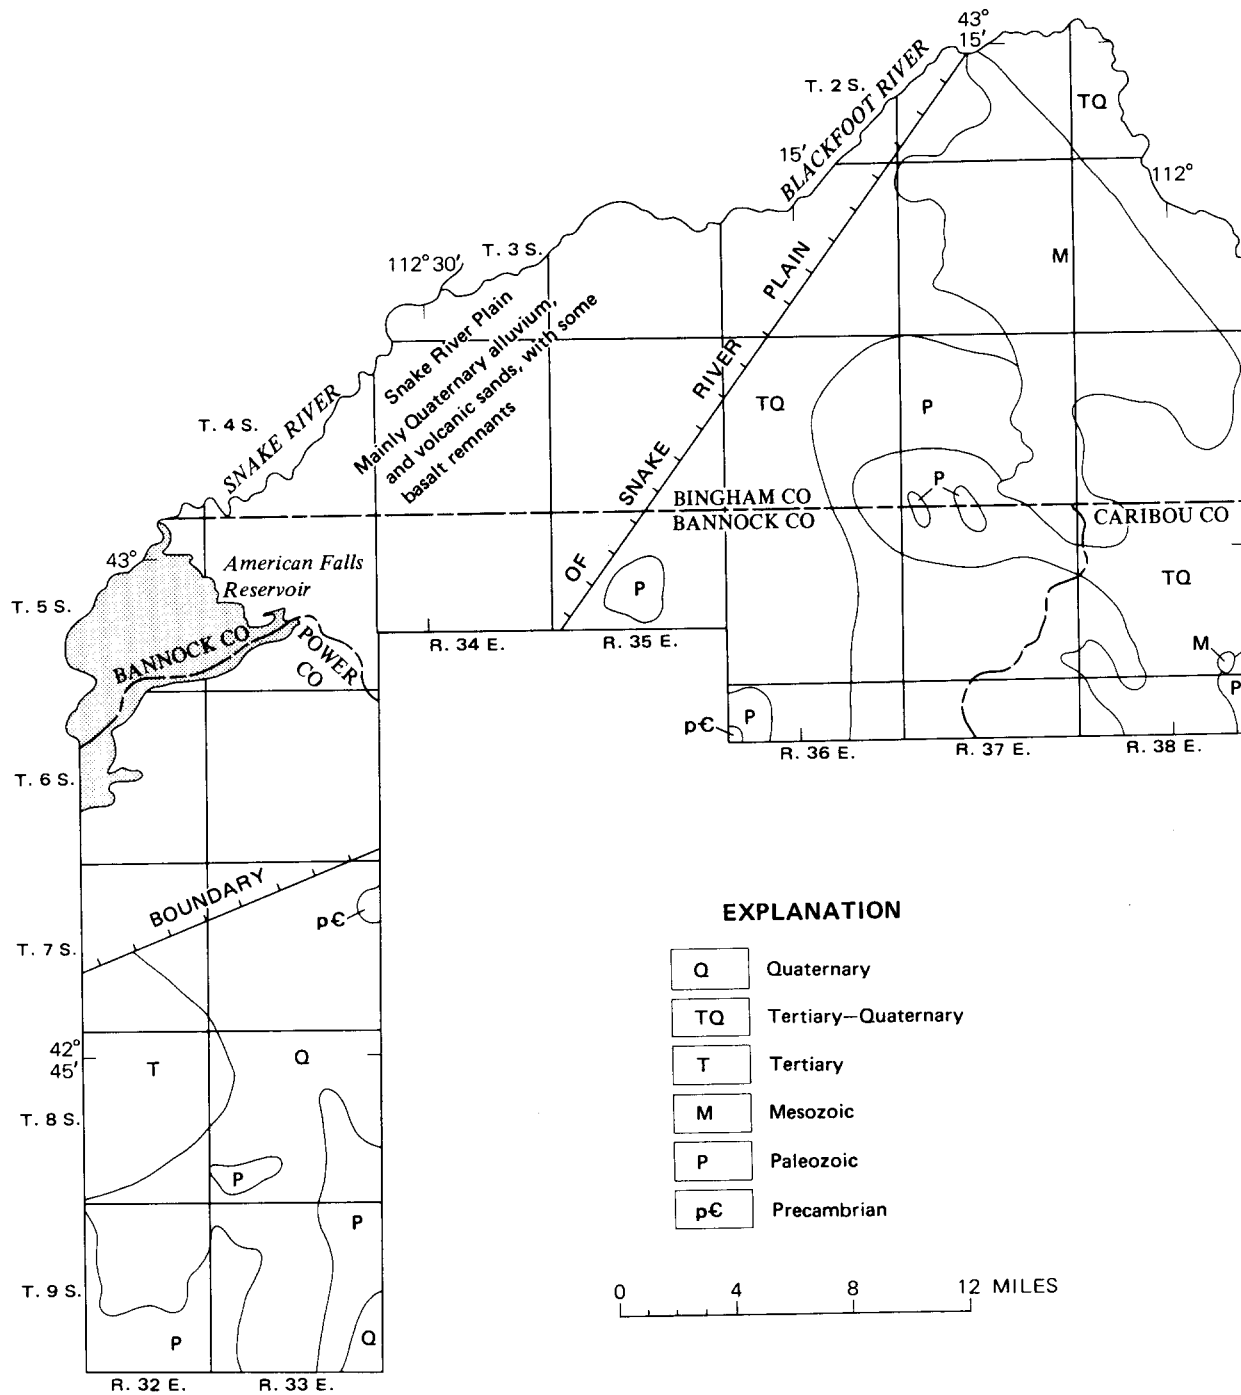 43°
15′
T. 2 S.
BLACKFOOT RIVER
TQ
15′
112°
T. 3 S.
112° 30′
M
SNAKE RIVER PLAIN
Snake River Plain
Mainly Quaternary alluvium,
and volcanic sands, with some
basalt remnants
T. 4 S.
SNAKE RIVER
TQ
P
P
BINGHAM CO
BANNOCK CO
CARIBOU CO
43°
American Falls
Reservoir
OF
P
TQ
T. 5 S.
BANNOCK CO
POWER
CO
R. 34 E.
R. 35 E.
M
P
P
pЄ
R. 36 E.
R. 37 E.
R. 38 E.
T. 6 S.
BOUNDARY
pЄ
T. 7 S.
EXPLANATION
Q Quaternary
TQ Tertiary—Quaternary
T Tertiary
M Mesozoic
P Paleozoic
pЄ Precambrian
42°
45′
T
Q
T. 8 S.
P
P
T. 9 S.
P
Q
0 4 8 12 MILES
R. 32 E.
R. 33 E.